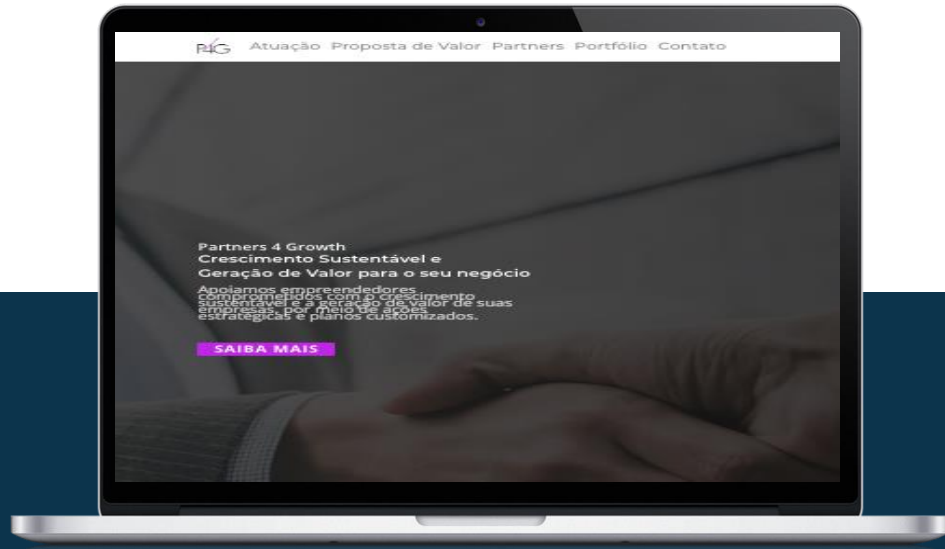 P4G
Atuação Proposta de Valor Partners Portfólio Contato
Partners 4 Growth
Crescimento Sustentável e
Geração de Valor para o seu negócio
Apoiamos empreendedores
comprometidos com o crescimento
sustentável e a geração de valor de suas
empresas, por meio de ações
estratégicas e planos customizados.
SAIBA MAIS